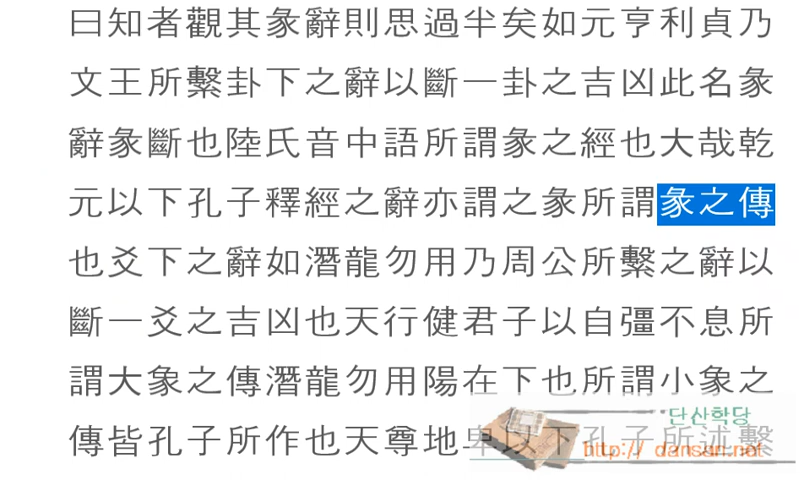 曰知者觀其彖辭則思過半矣如元亨利貞乃
文王所繫卦下之辭以斷一卦之吉凶此名彖
辭彖斷也陸氏音中語所謂彖之經也大哉乾
元以下孔子釋經之辭亦謂之彖所謂彖之傳
也爻下之辭如潛龍勿用乃周公所繫之辭以
斷一爻之吉凶也天行健君子以自彊不息所
謂大象之傳潛龍勿用陽在下也所謂小象之
傳皆孔子所作也天尊地卑以下孔子所述繫
단산학당
http://dansan.net